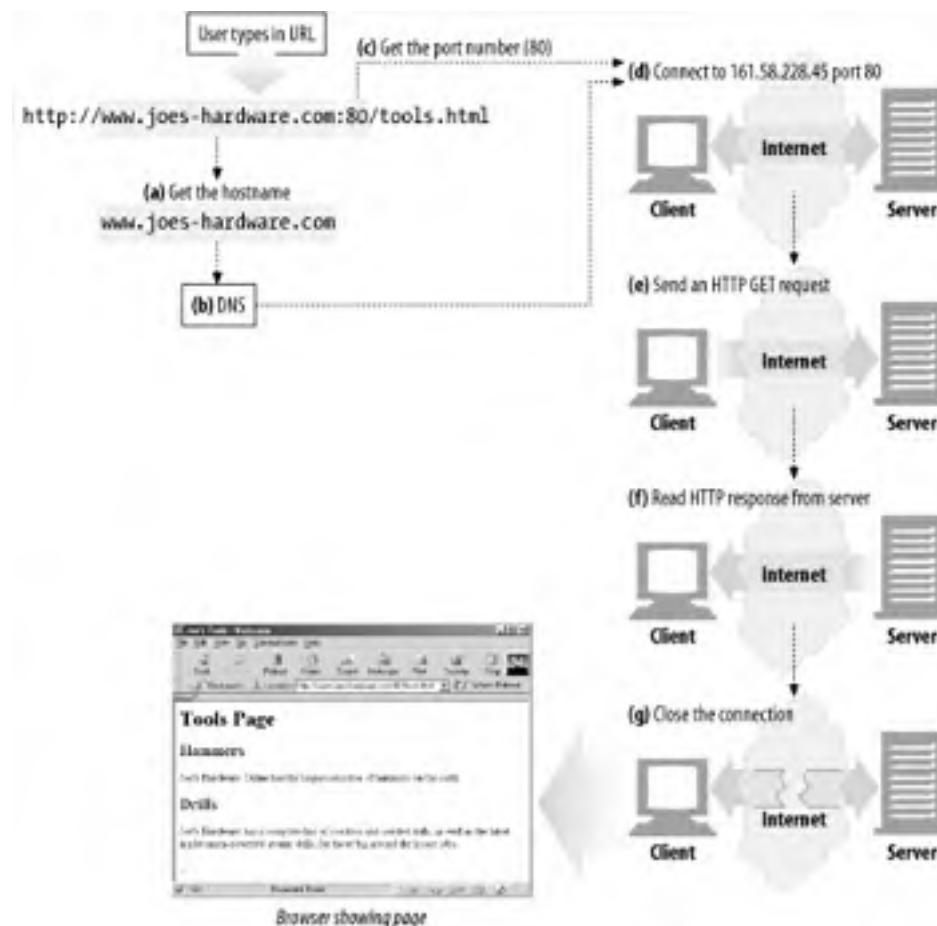 User types in URL
(c) Get the port number (80)
(d) Connect to 161.58.228.45 port 80
http://www.joes-hardware.com:80/tools.html
Internet
Client
Server
(a) Get the hostname
www.joes-hardware.com
(b) DNS
(e) Send an HTTP GET request
Internet
Client
Server
(f) Read HTTP response from server
Internet
Client
Server
(g) Close the connection
Internet
Client
Server
Tools Page
Hammers
Drills
Browser showing page